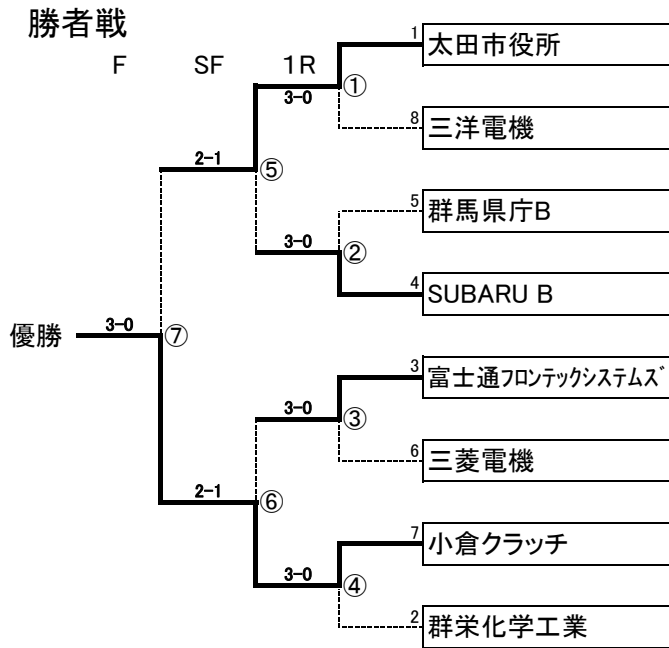 勝者戦
F SF 1R
1 太田市役所
3-0 ①
8 三洋電機
2-1 ⑤
5 群馬県庁B
3-0 ②
4 SUBARU B
優勝 3-0 ⑦
3 富士通ﾌﾛﾝﾃｯｸｼｽﾃﾑｽﾞ
3-0 ③
6 三菱電機
2-1 ⑥
7 小倉クラッチ
3-0 ④
2 群栄化学工業